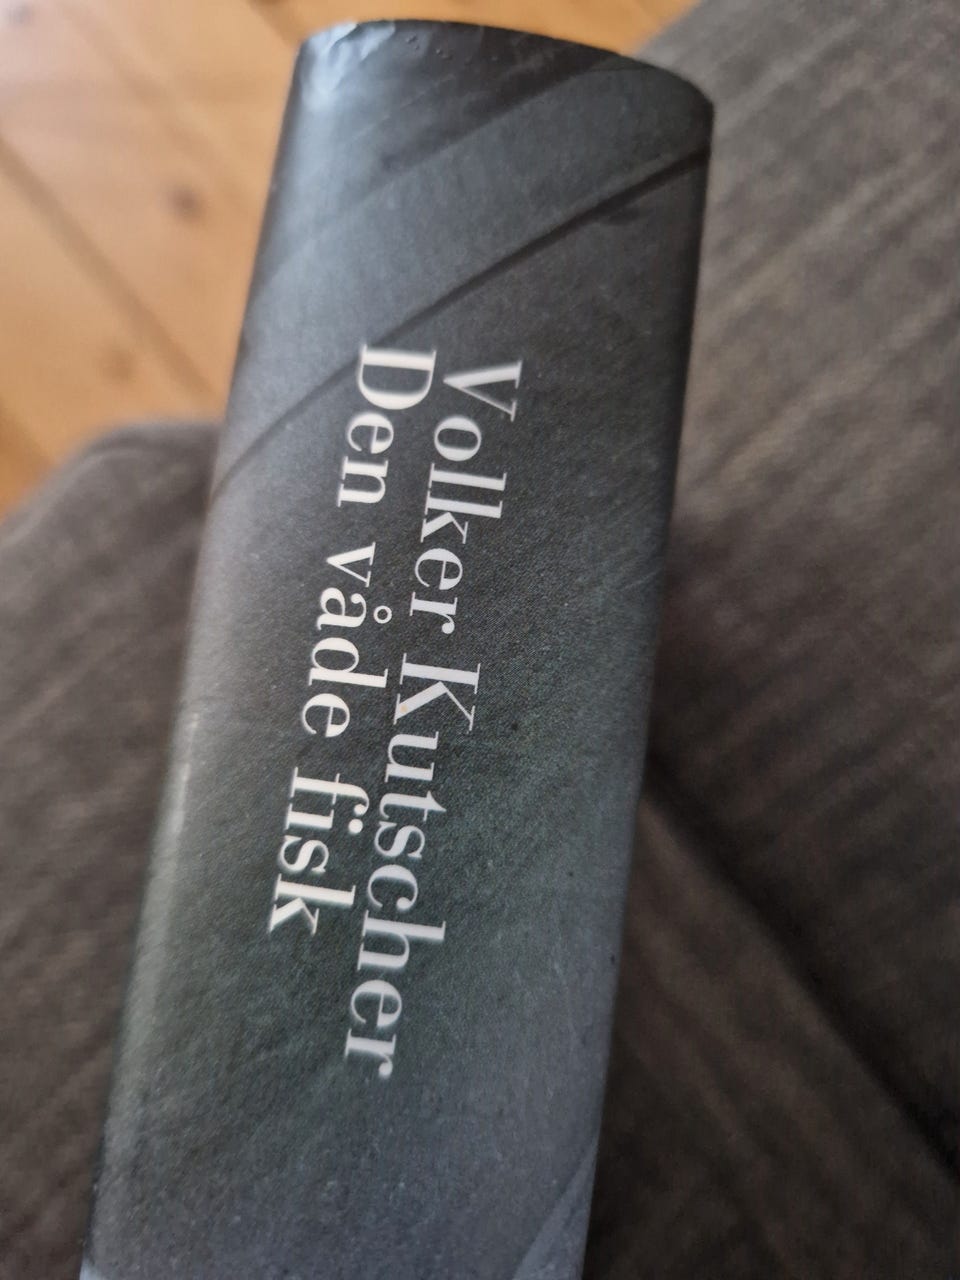 Volker Kutscher
Den våde fisk